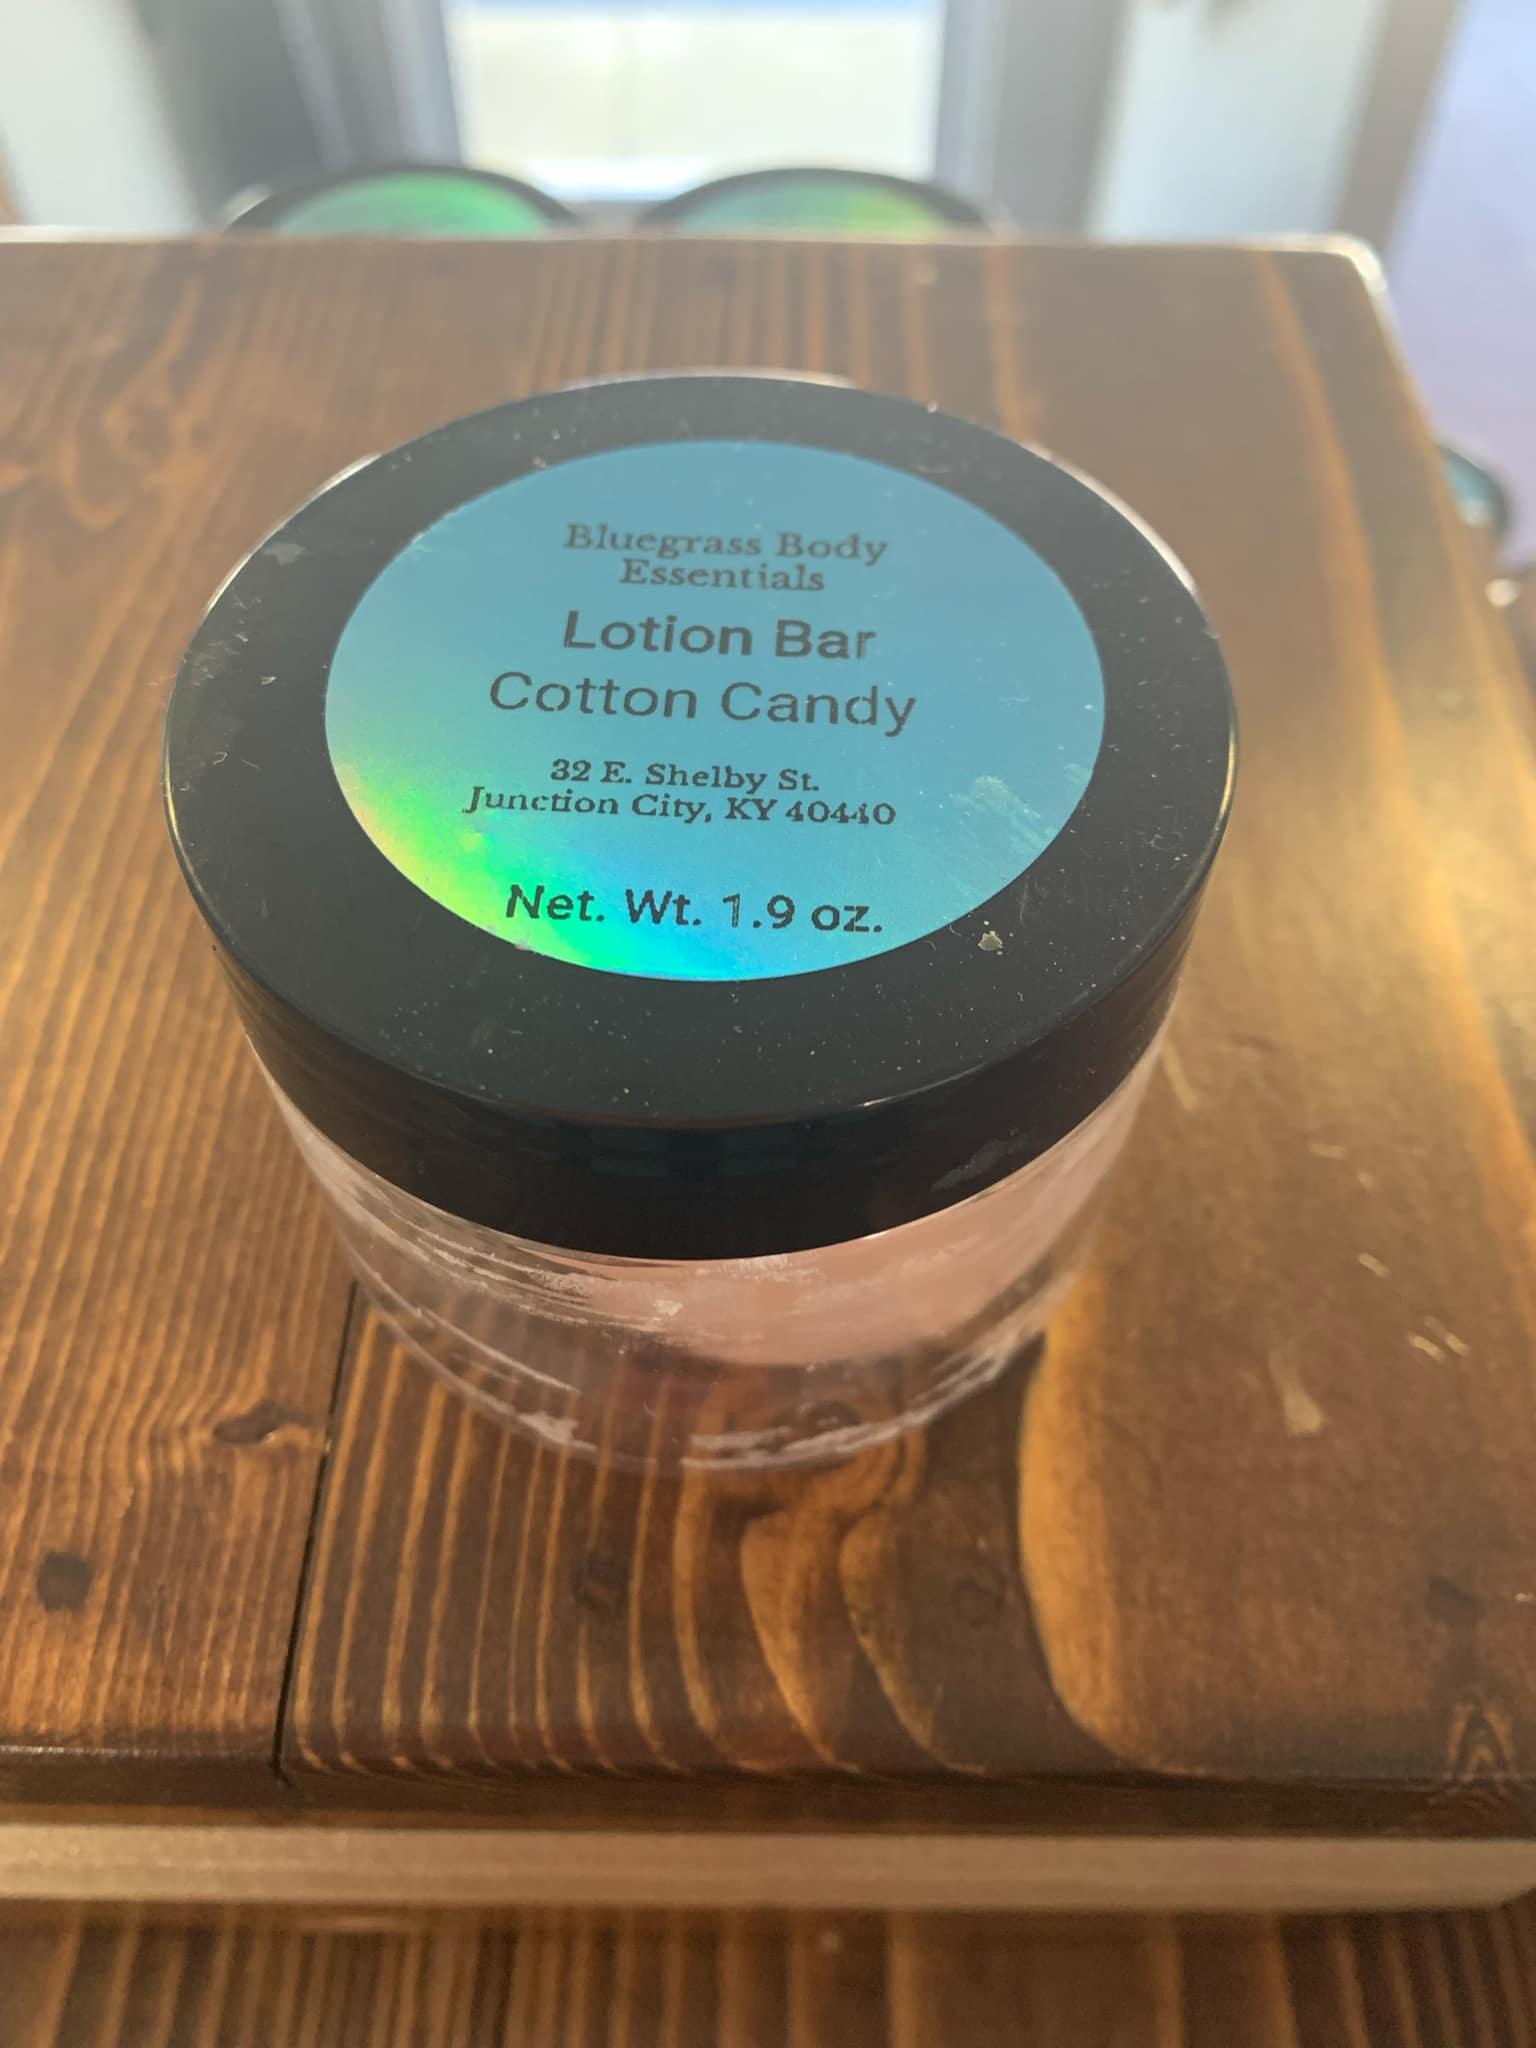 Bluegrass Body
Essentials
Lotion Bar
Cotton Candy
32 E. Shelby St.
Junction City, KY 40440
Net. Wt. 1.9 oz.